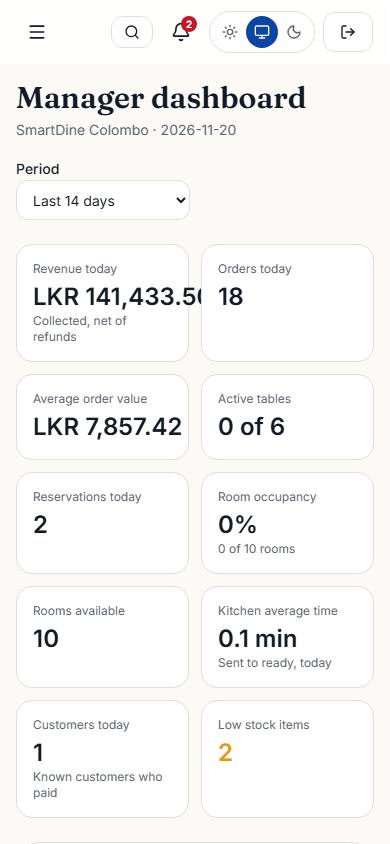 2
Manager dashboard
SmartDine Colombo · 2026-11-20
Period
Last 14 days
Revenue today
LKR 141,433.50
Collected, net of
refunds
Orders today
18
Average order value
LKR 7,857.42
Active tables
0 of 6
Reservations today
2
Room occupancy
0%
0 of 10 rooms
Rooms available
10
Kitchen average time
0.1 min
Sent to ready, today
Customers today
1
Known customers who
paid
Low stock items
2